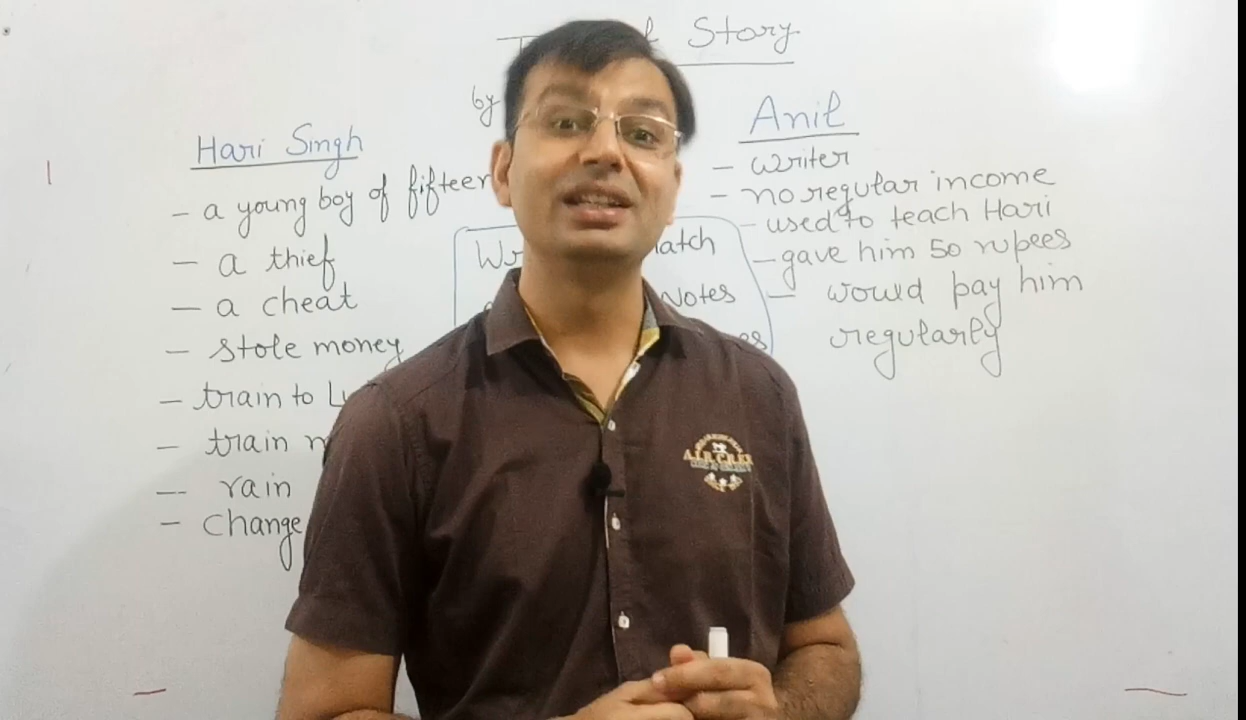 Story
by
Hari Singh
- a young boy of fifteen
- a thief
- a cheat
- stole money
- train to
- train
- rain
- change
Notes
Anil
- writer
- no regular income
- used to teach Hari
- gave him 50 rupees
- would pay him
regularly